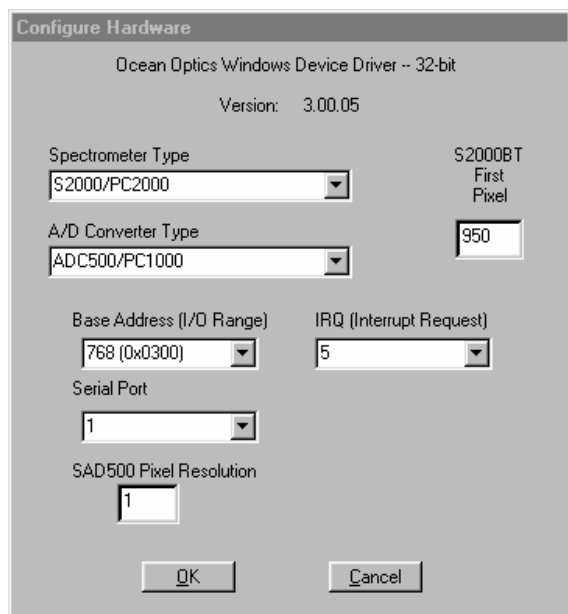 Configure Hardware
Ocean Optics Windows Device Driver -- 32-bit
Version: 3.00.05
Spectrometer Type
S2000/PC2000
S2000BT
First
Pixel
950
A/D Converter Type
ADC500/PC1000
Base Address (I/O Range)
768 (0x0300)
IRQ (Interrupt Request)
5
Serial Port
1
SAD500 Pixel Resolution
1
OK
Cancel